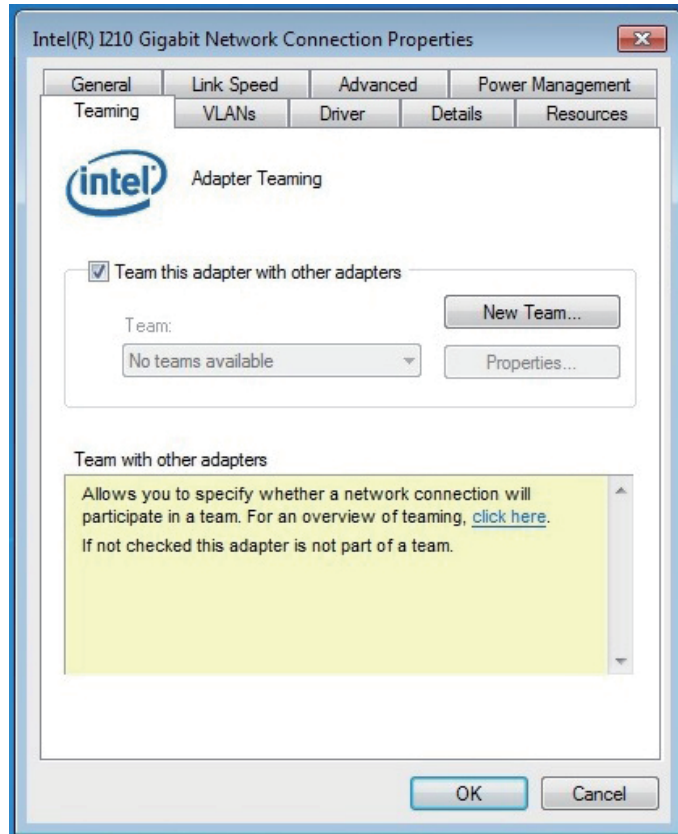 Intel(R) I210 Gigabit Network Connection Properties
General Link Speed Advanced Power Management
Teaming VLANs Driver Details Resources
intel Adapter Teaming
Team this adapter with other adapters
New Team...
Team:
No teams available Properties...
Team with other adapters
Allows you to specify whether a network connection will
participate in a team. For an overview of teaming, click here.
If not checked this adapter is not part of a team.
OK Cancel